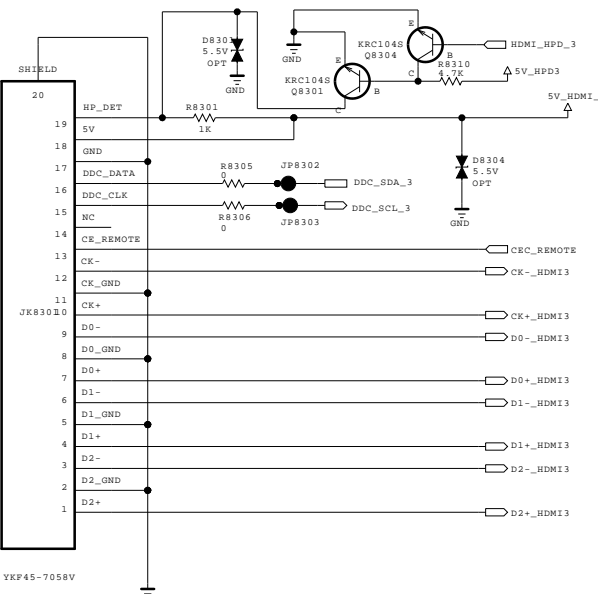 E
KRC104S
Q8304
HDMI_HPD_3
B
D8301
5.5V
OPT
GND
GND
E
KRC104S
Q8301
B
C
C
R8310
4.7K
5V_HPD3
SHIELD
20
5V_HDMI_
HP_DET
R8301
1K
19
5V
18
GND
17
DDC_DATA
R8305
0
JP8302
DDC_SDA_3
D8304
5.5V
OPT
GND
16
DDC_CLK
R8306
0
JP8303
DDC_SCL_3
15
NC
14
CE_REMOTE
CEC_REMOTE
13
CK-
CK-_HDMI3
12
CK_GND
11
CK+
CK+_HDMI3
JK8301
10
D0-
D0-_HDMI3
9
D0_GND
8
D0+
D0+_HDMI3
7
D1-
D1-_HDMI3
6
D1_GND
5
D1+
D1+_HDMI3
4
D2-
D2-_HDMI3
3
D2_GND
2
D2+
D2+_HDMI3
1
YKF45-7058V